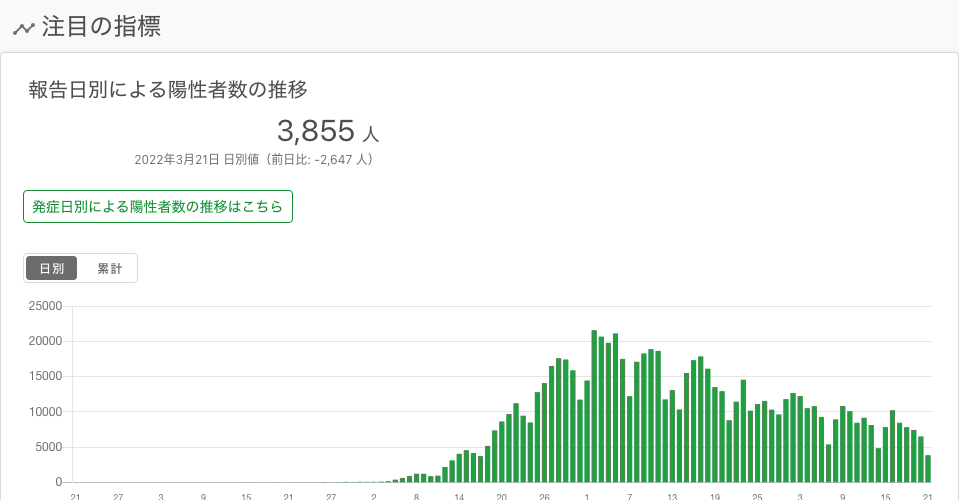 注目の指標
報告日別による陽性者数の推移
3,855 人
2022年3月21日 日別値（前日比: -2,647 人）
発症日別による陽性者数の推移はこちら
日別 累計
25000
20000
15000
10000
5000
0
21 27 3 9 15 21 27 2 8 14 20 26 1 7 13 19 25 3 9 15 21